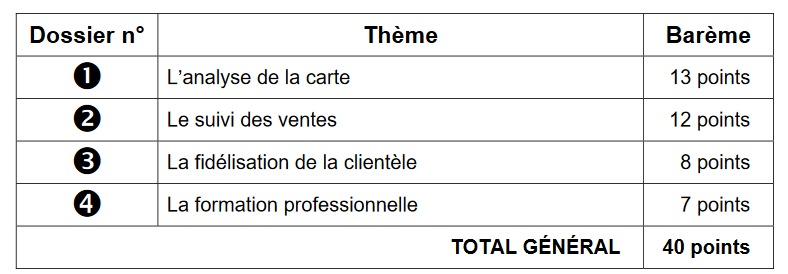 Dossier n° Thème Barème
❶ L'analyse de la carte 13 points
❷ Le suivi des ventes 12 points
❸ La fidélisation de la clientèle 8 points
❹ La formation professionnelle 7 points
TOTAL GÉNÉRAL 40 points